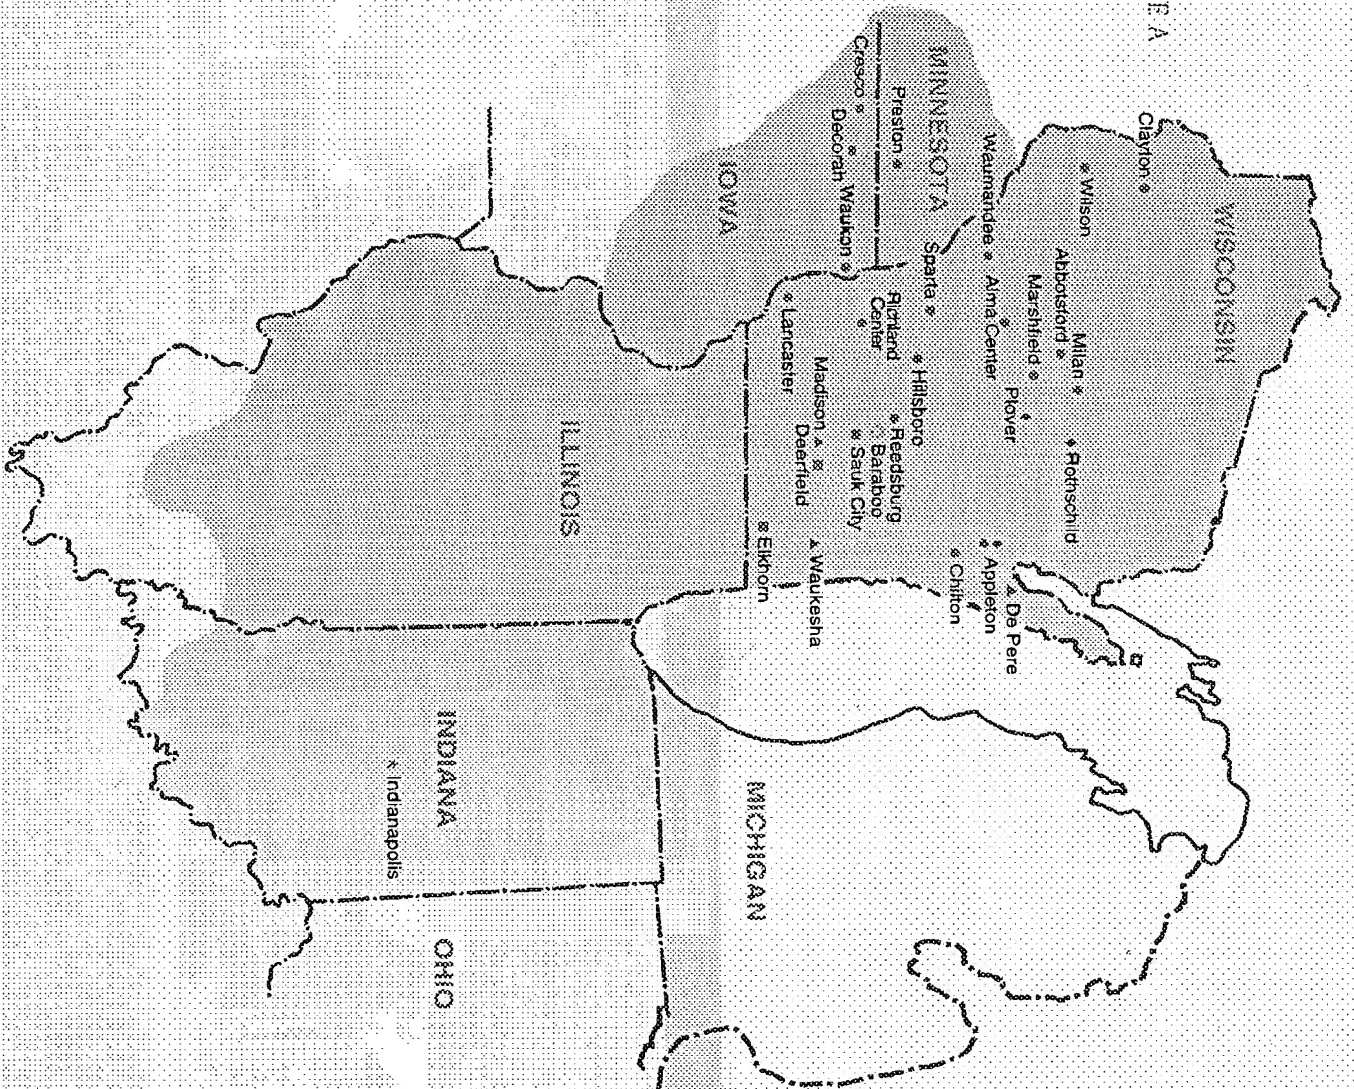 EA
WISCONSIN
Clayton
Wilson
Milan
Rothschild
Abbotsford
Marshfield
Plover
De Pere
Alma Center
Waumandee
Appleton
Chilton
MINNESOTA
Sparta
Hillsboro
Preston
Richland
Center
Reedsburg
Baraboo
Sauk City
Cresco
Decorah
Waukon
Madison
Deerfield
Waukesha
Lancaster
Elkhorn
IOWA
MICHIGAN
ILLINOIS
INDIANA
OHIO
Indianapolis